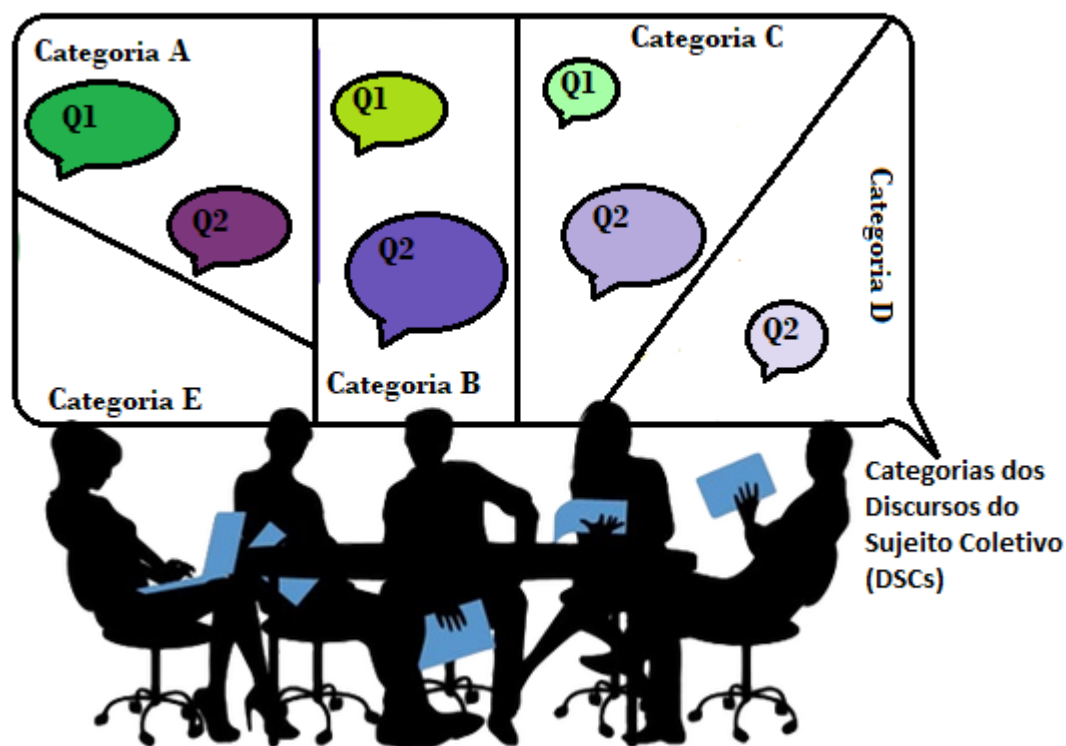 Categoria A
Q1
Q2
Categoria E
Q1
Q2
Categoria B
Categoria C
Q1
Q2
Categoria D
Q2
Categorias dos
Discursos do
Sujeito Coletivo
(DSCs)